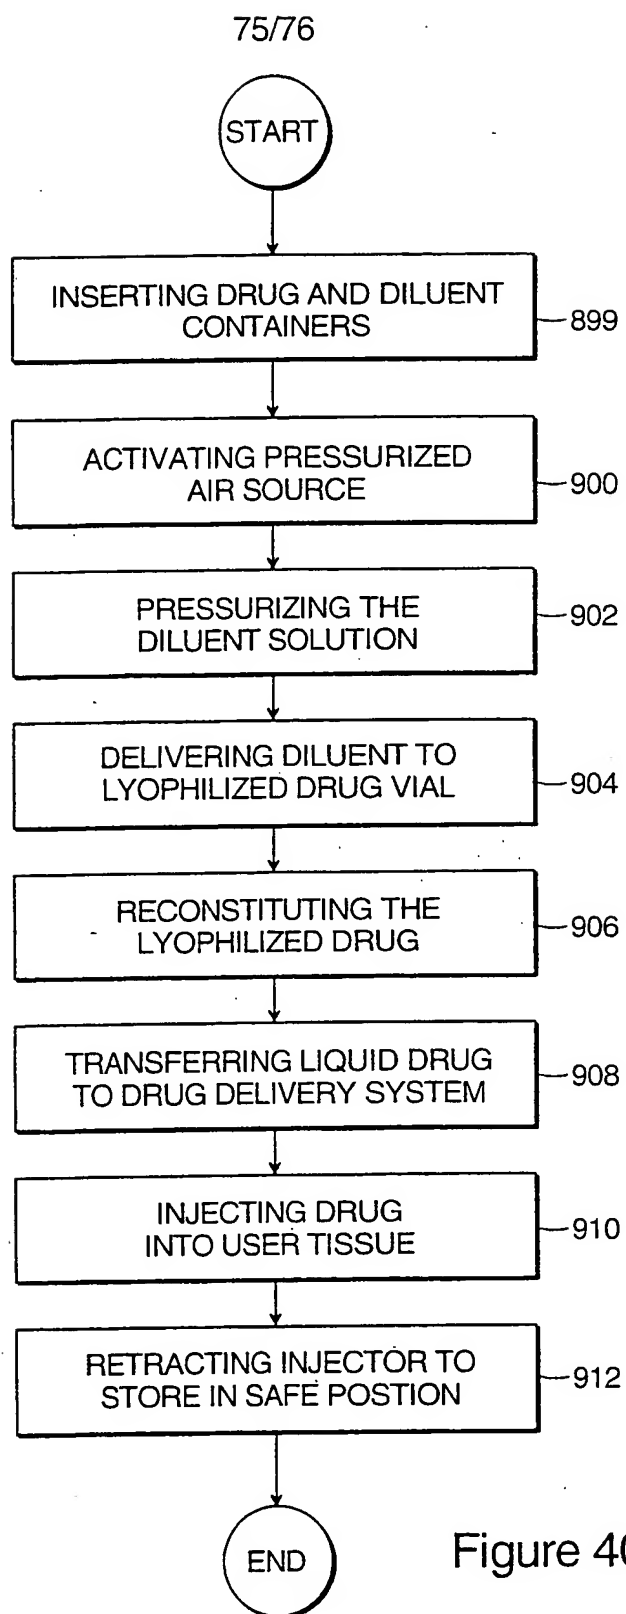 75/76
START
INSERTING DRUG AND DILUENT
CONTAINERS
899
ACTIVATING PRESSURIZED
AIR SOURCE
900
PRESSURIZING THE
DILUENT SOLUTION
902
DELIVERING DILUENT TO
LYOPHILIZED DRUG VIAL
904
RECONSTITUTING THE
LYOPHILIZED DRUG
906
TRANSFERRING LIQUID DRUG
TO DRUG DELIVERY SYSTEM
908
INJECTING DRUG
INTO USER TISSUE
910
RETRACTING INJECTOR TO
STORE IN SAFE POSTION
912
END
Figure 40